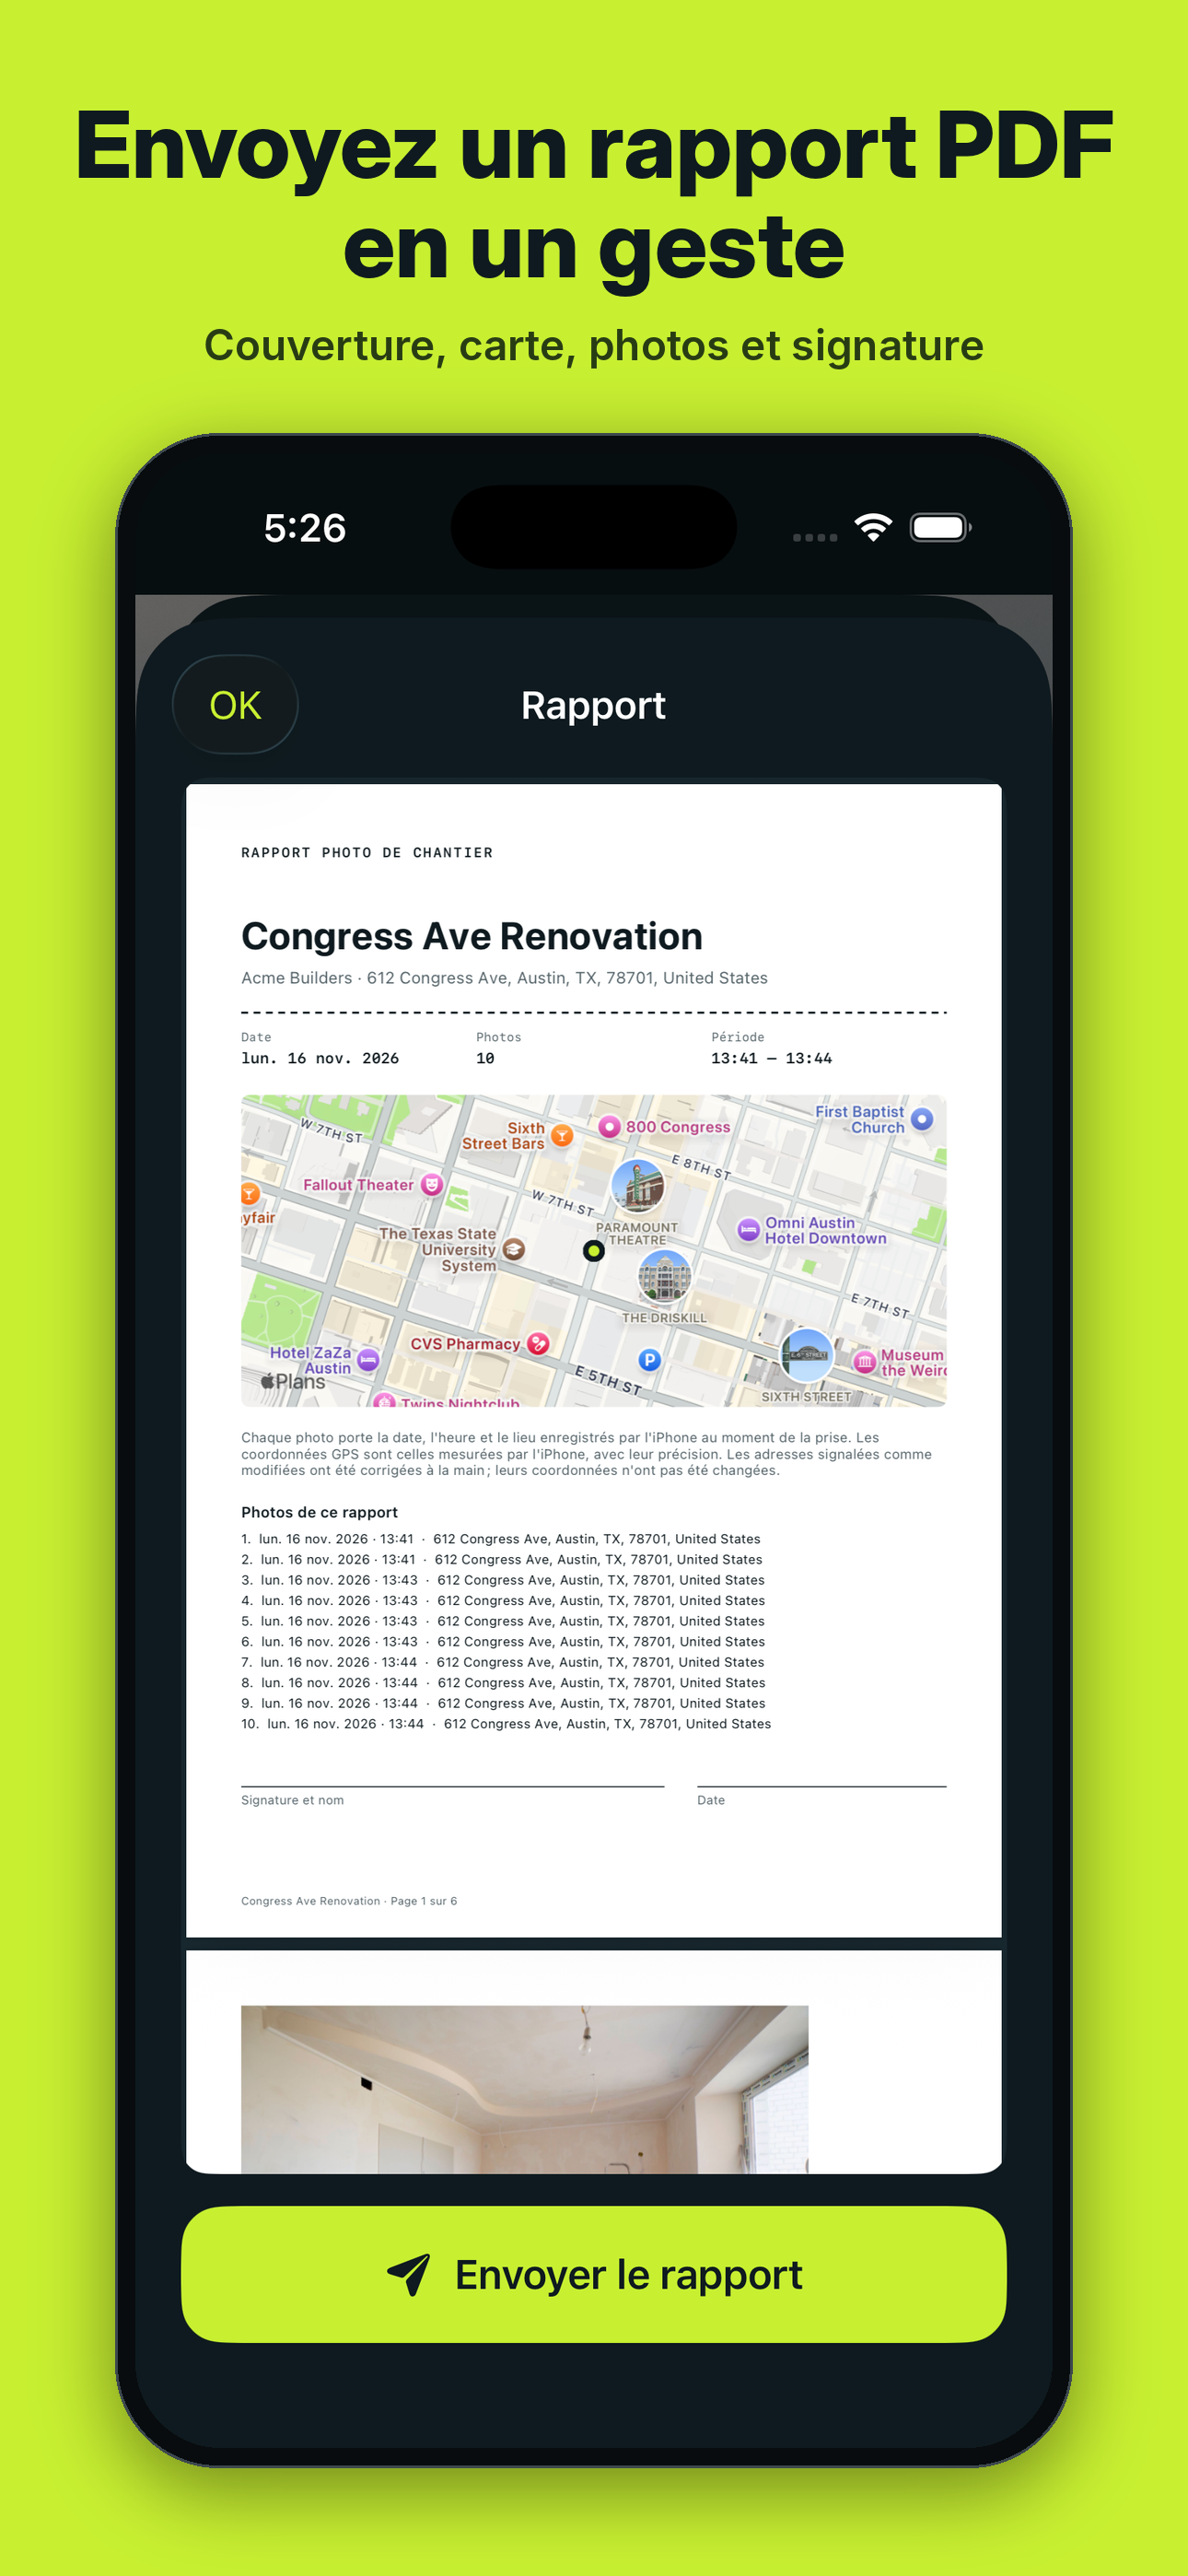 Envoyez un rapport PDF
en un geste
Couverture, carte, photos et signature
5:26
OK
Rapport
RAPPORT PHOTO DE CHANTIER
Congress Ave Renovation
Acme Builders · 612 Congress Ave, Austin, TX, 78701, United States
Date
Photos
Période
lun. 16 nov. 2026
10
13:41 – 13:44
W 7TH ST
Sixth
Street Bars
800 Congress
First Baptist
Church
Fallout Theater
E 8TH ST
W 7TH ST
yfair
The Texas State
University
System
PARAMOUNT
THEATRE
Omni Austin
Hotel Downtown
THE DRISKILL
E 7TH ST
CVS Pharmacy
Hotel ZaZa
Austin
Plans
P
E 5TH ST
Museum
the Weird
SIXTH STREET
Twins Nightclub
Chaque photo porte la date, l'heure et le lieu enregistrés par l'iPhone au moment de la prise. Les
coordonnées GPS sont celles mesurées par l'iPhone, avec leur précision. Les adresses signalées comme
modifiées ont été corrigées à la main ; leurs coordonnées n'ont pas été changées.
Photos de ce rapport
1. lun. 16 nov. 2026 · 13:41 · 612 Congress Ave, Austin, TX, 78701, United States
2. lun. 16 nov. 2026 · 13:41 · 612 Congress Ave, Austin, TX, 78701, United States
3. lun. 16 nov. 2026 · 13:43 · 612 Congress Ave, Austin, TX, 78701, United States
4. lun. 16 nov. 2026 · 13:43 · 612 Congress Ave, Austin, TX, 78701, United States
5. lun. 16 nov. 2026 · 13:43 · 612 Congress Ave, Austin, TX, 78701, United States
6. lun. 16 nov. 2026 · 13:43 · 612 Congress Ave, Austin, TX, 78701, United States
7. lun. 16 nov. 2026 · 13:44 · 612 Congress Ave, Austin, TX, 78701, United States
8. lun. 16 nov. 2026 · 13:44 · 612 Congress Ave, Austin, TX, 78701, United States
9. lun. 16 nov. 2026 · 13:44 · 612 Congress Ave, Austin, TX, 78701, United States
10. lun. 16 nov. 2026 · 13:44 · 612 Congress Ave, Austin, TX, 78701, United States
Signature et nom
Date
Congress Ave Renovation · Page 1 sur 6
Envoyer le rapport